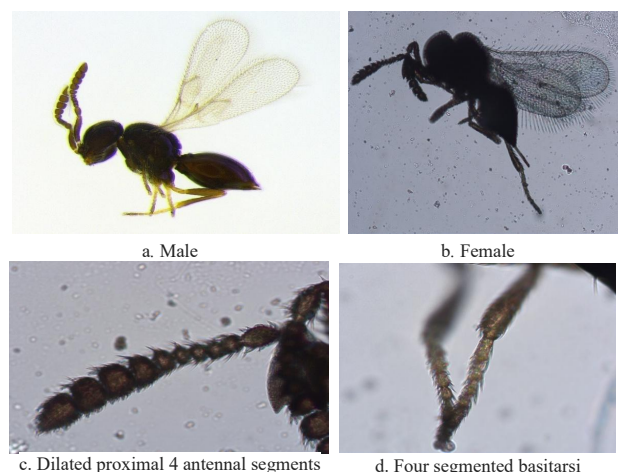 a. Male
b. Female
c. Dilated proximal 4 antennal segments
d. Four segmented basitarsi